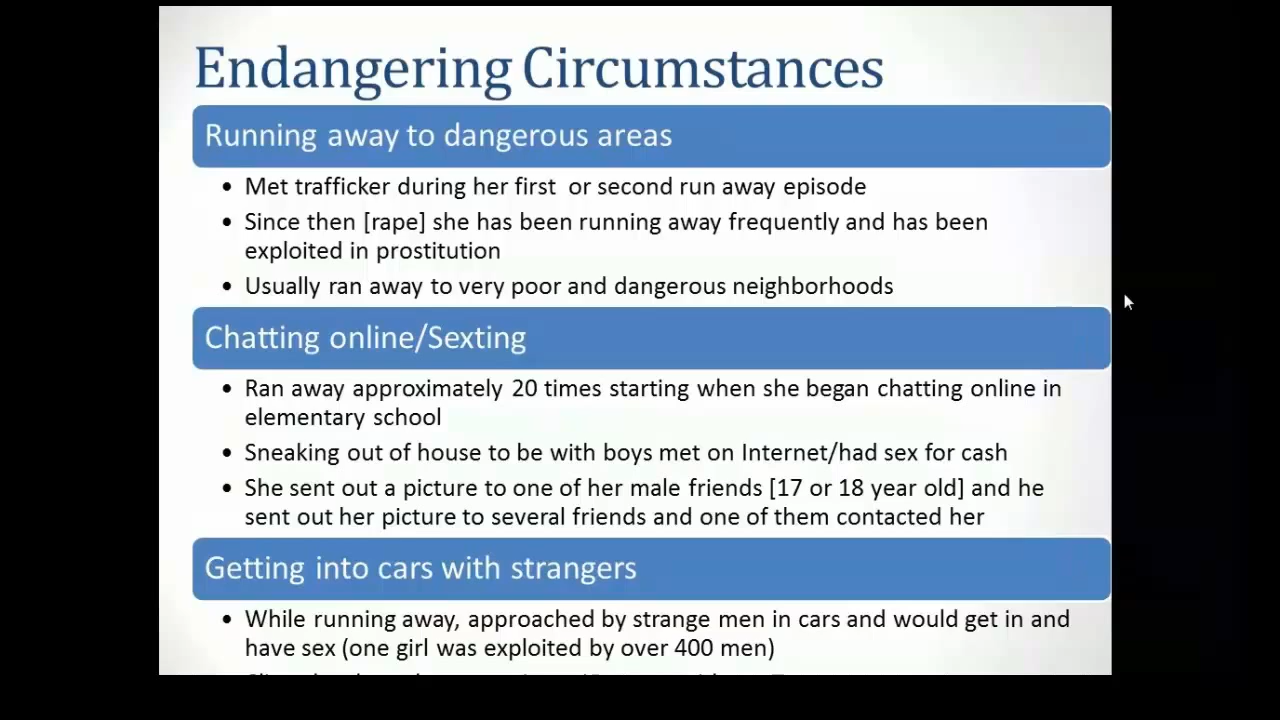 Endangering Circumstances
Running away to dangerous areas
• Met trafficker during her first or second run away episode
• Since then [rape] she has been running away frequently and has been
exploited in prostitution
• Usually ran away to very poor and dangerous neighborhoods
Chatting online/Sexting
• Ran away approximately 20 times starting when she began chatting online in
elementary school
• Sneaking out of house to be with boys met on Internet/had sex for cash
• She sent out a picture to one of her male friends [17 or 18 year old] and he
sent out her picture to several friends and one of them contacted her
Getting into cars with strangers
• While running away, approached by strange men in cars and would get in and
have sex (one girl was exploited by over 400 men)